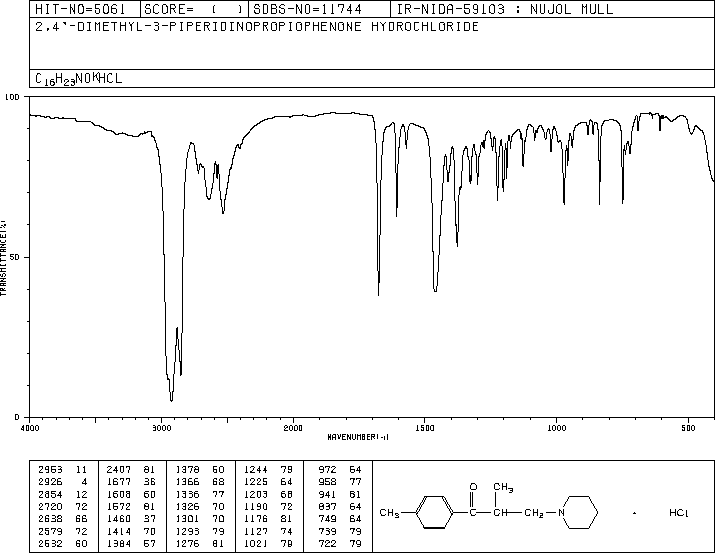 HIT-NO=5061 SCORE= ( ) SDBS-NO=11744 IR-NIDA-59103 : NUJOL MULL
2,4'-DIMETHYL-3-PIPERIDINOPROPIOPHENONE HYDROCHLORIDE
C16H23NO·HCL
100
50
0
TRANSMITTANCE(%)
4000 3000 2000 1500 1000 500
WAVENUMBER(-1)
2953 11 2407 81 1378 50 1244 79 972 64
2926 4 1677 36 1366 68 1225 64 958 77
2854 12 1608 60 1336 77 1203 68 941 81
2720 72 1572 81 1326 70 1190 72 837 64
2638 66 1460 37 1301 70 1176 81 749 64
2579 72 1414 70 1293 79 1127 74 739 79
2532 60 1384 57 1276 81 1021 79 722 79
O CH3
CH3 C CH CH2 N · HCl